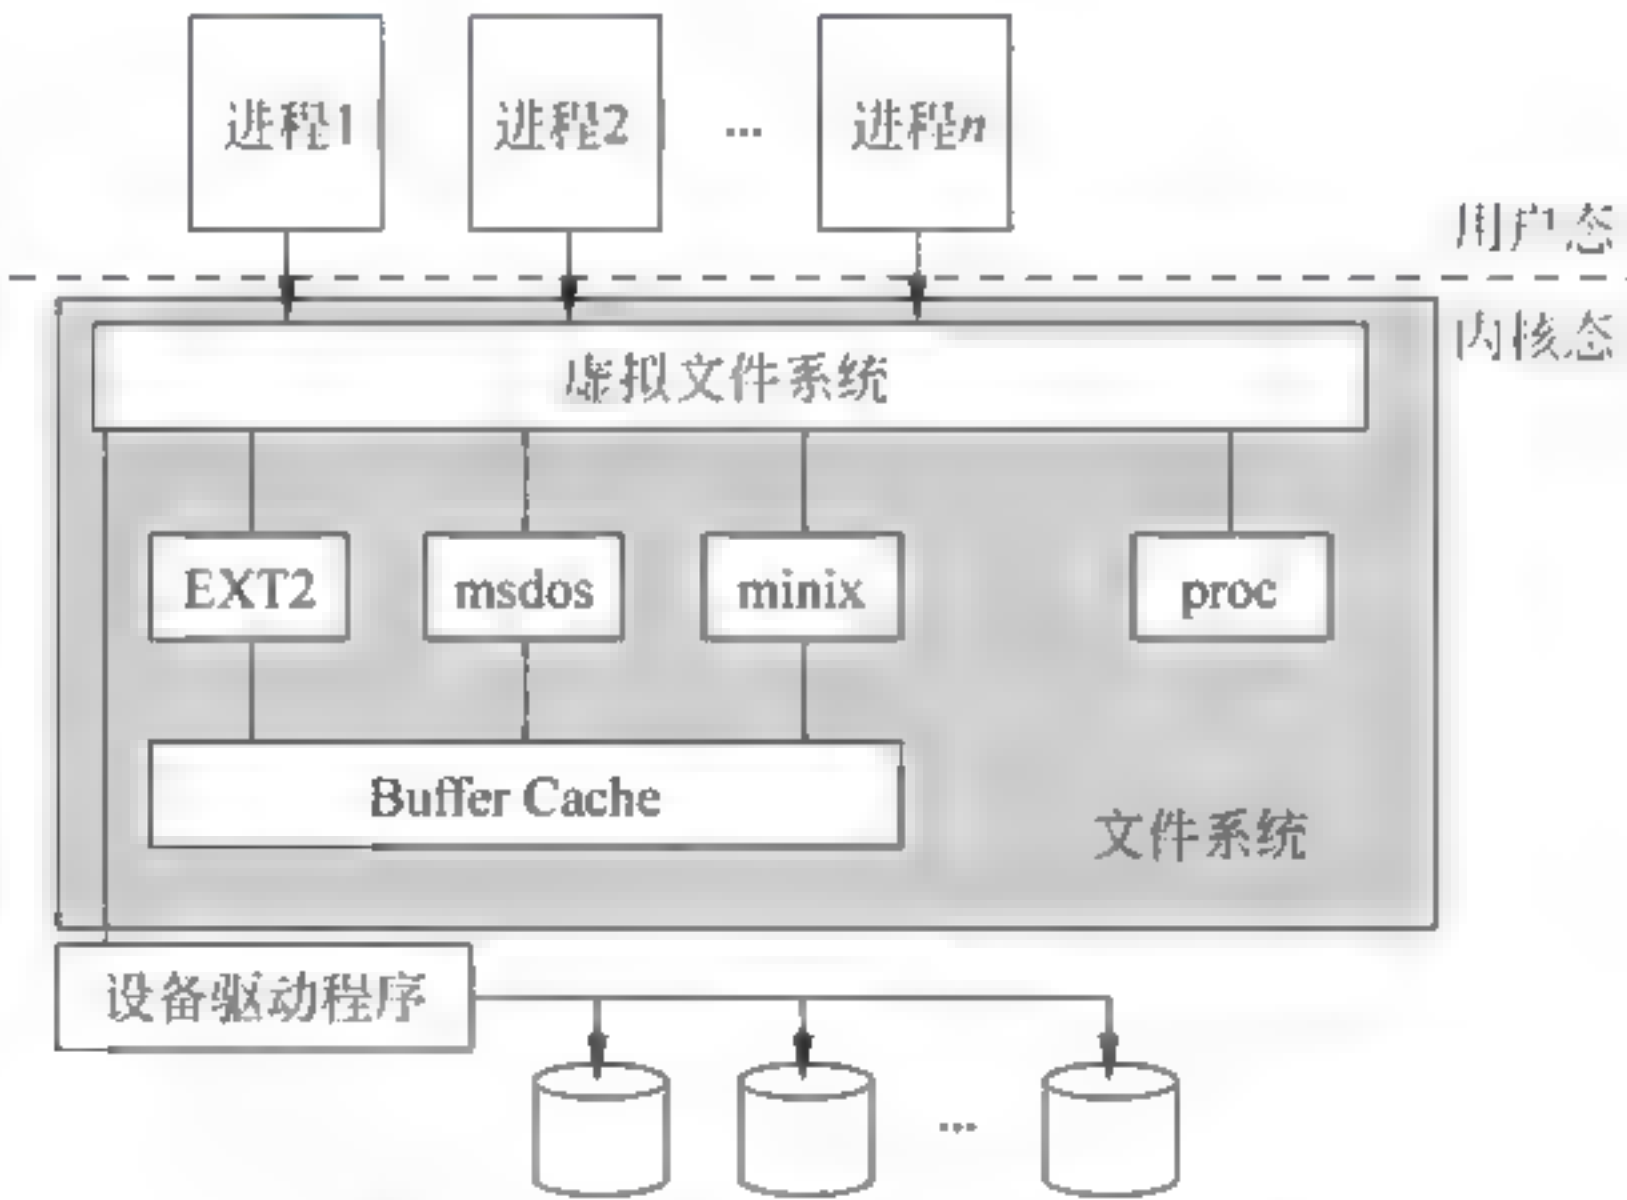 进程1 进程2 ... 进程n
用户态
内核态
虚拟文件系统
EXT2 msdos minix proc
Buffer Cache
文件系统
设备驱动程序
...